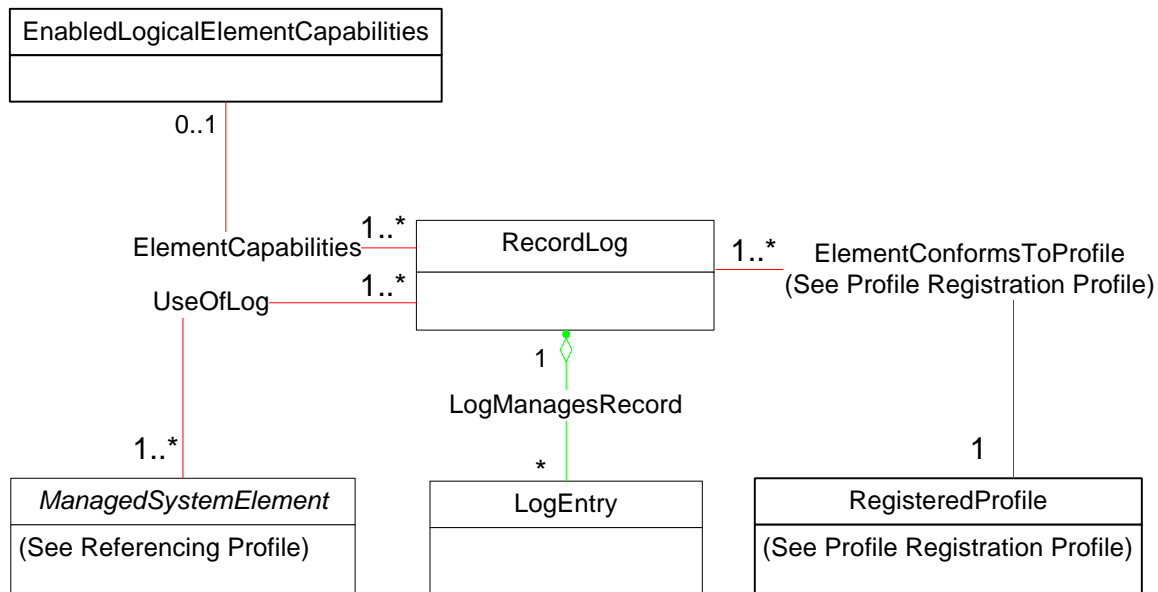 EnabledLogicalElementCapabilities
0..1
1..*
RecordLog
ElementCapabilities
1..*
ElementConformsToProfile
(See Profile Registration Profile)
1..*
UseOfLog
1
LogManagesRecord
1..*
*
1
ManagedSystemElement
(See Referencing Profile)
LogEntry
RegisteredProfile
(See Profile Registration Profile)